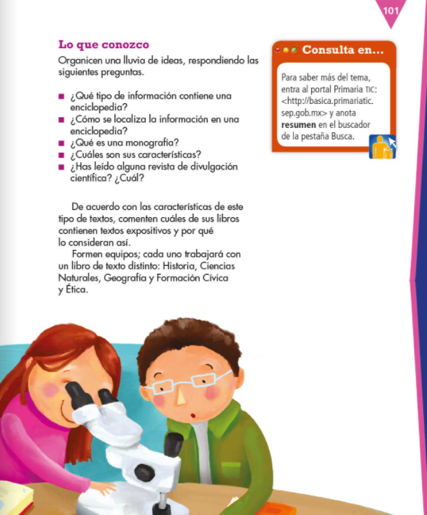 101
Lo que conozco
Organicen una lluvia de ideas, respondiendo las
siguientes preguntas.
¿Qué tipo de información contiene una
enciclopedia?
¿Cómo se localiza la información en una
enciclopedia?
¿Qué es una monografía?
¿Cuáles son sus características?
¿Has leído alguna revista de divulgación
científica? ¿Cuál?
De acuerdo con las características de este
tipo de textos, comenten cuáles de sus libros
contienen textos expositivos y por qué
lo consideran así.
Formen equipos; cada uno trabajará con
un libro de texto distinto: Historia, Ciencias
Naturales, Geografía y Formación Cívica
y Ética.
Consulta en...
Para saber más del tema,
entra al portal Primaria TIC:
<http://basica.primariatic.
sep.gob.mx> y anota
resumen en el buscador
de la pestaña Busca.